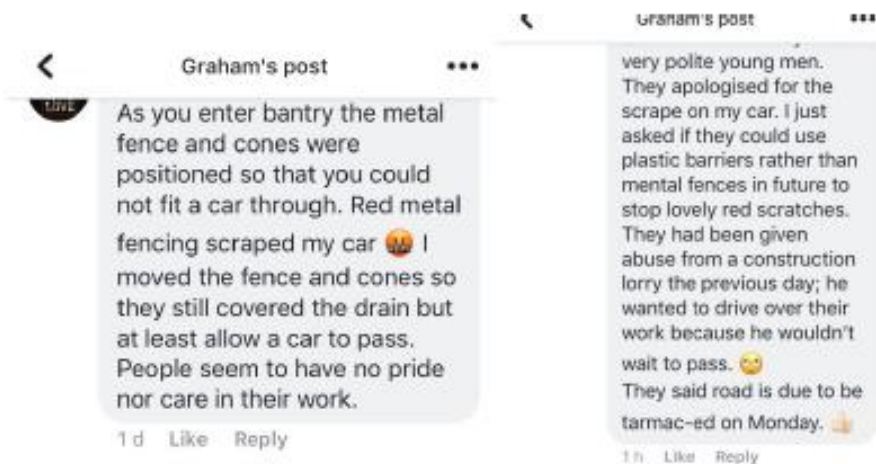 Graham's post
LOVE
As you enter bantry the metal
fence and cones were
positioned so that you could
not fit a car through. Red metal
fencing scraped my car 🤬 I
moved the fence and cones so
they still covered the drain but
at least allow a car to pass.
People seem to have no pride
nor care in their work.
1 d Like Reply
Graham's post
very polite young men.
They apologised for the
scrape on my car. I just
asked if they could use
plastic barriers rather than
mental fences in future to
stop lovely red scratches.
They had been given
abuse from a construction
lorry the previous day; he
wanted to drive over their
work because he wouldn't
wait to pass. 🙄
They said road is due to be
tarmac-ed on Monday. 👍🏻
1 h Like Reply